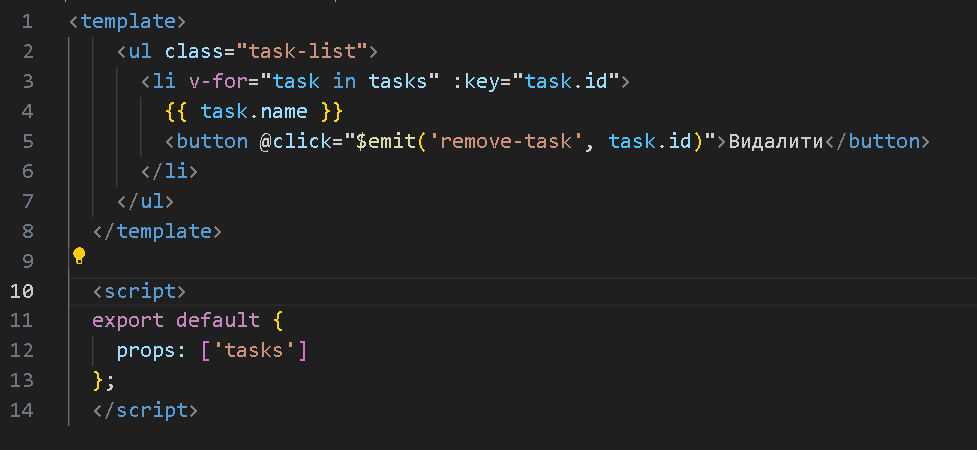 1 <template>
2 <ul class="task-list">
3 <li v-for="task in tasks" :key="task.id">
4 {{ task.name }}
5 <button @click="$emit('remove-task', task.id)">Видалити</button>
6 </li>
7 </ul>
8 </template>
9
10 <script>
11 export default {
12 props: ['tasks']
13 };
14 </script>